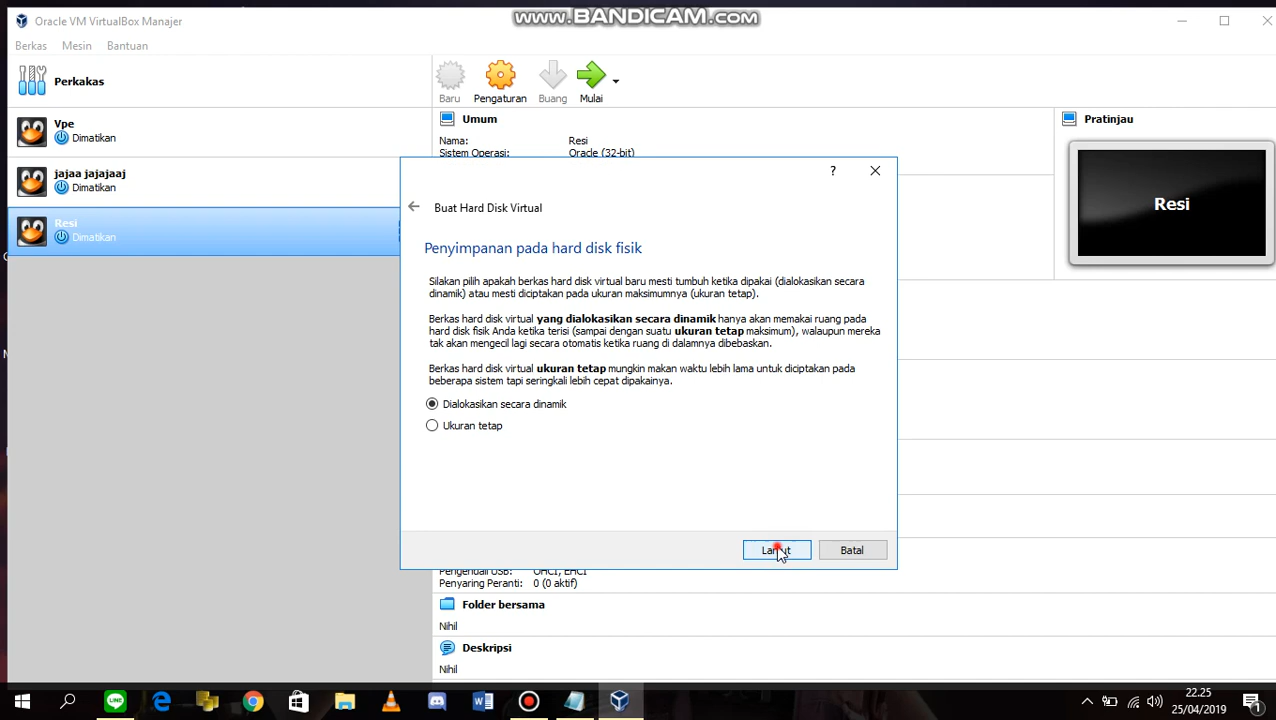 Oracle VM VirtualBox Manajer
www.BANDICAM.com
Berkas Mesin Bantuan
Perkakas
Baru Pengaturan Buang Mulai
Vpe
Dimatikan
jajaa jajajaaj
Dimatikan
Resi
Dimatikan
Umum
Nama: Resi
Sistem Operasi: Oracle (32-bit)
Pratinjau
Resi
?
Buat Hard Disk Virtual
Penyimpanan pada hard disk fisik
Silakan pilih apakah berkas hard disk virtual baru mesti tumbuh ketika dipakai (dialokasikan secara
dinamik) atau mesti diciptakan pada ukuran maksimumnya (ukuran tetap).
Berkas hard disk virtual yang dialokasikan secara dinamik hanya akan memakai ruang pada
hard disk fisik Anda ketika terisi (sampai dengan suatu ukuran tetap maksimum), walaupun mereka
tak akan mengecil lagi secara otomatis ketika ruang di dalamnya dibebaskan.
Berkas hard disk virtual ukuran tetap mungkin makan waktu lebih lama untuk diciptakan pada
beberapa sistem tapi seringkali lebih cepat dipakainya.
Dialokasikan secara dinamik
Ukuran tetap
Lanjut Batal
Pengendali USB: OHCI, EHCI
Penyaring Peranti: 0 (0 aktif)
Folder bersama
Nihil
Deskripsi
Nihil
LINE
22.25
25/04/2019
1